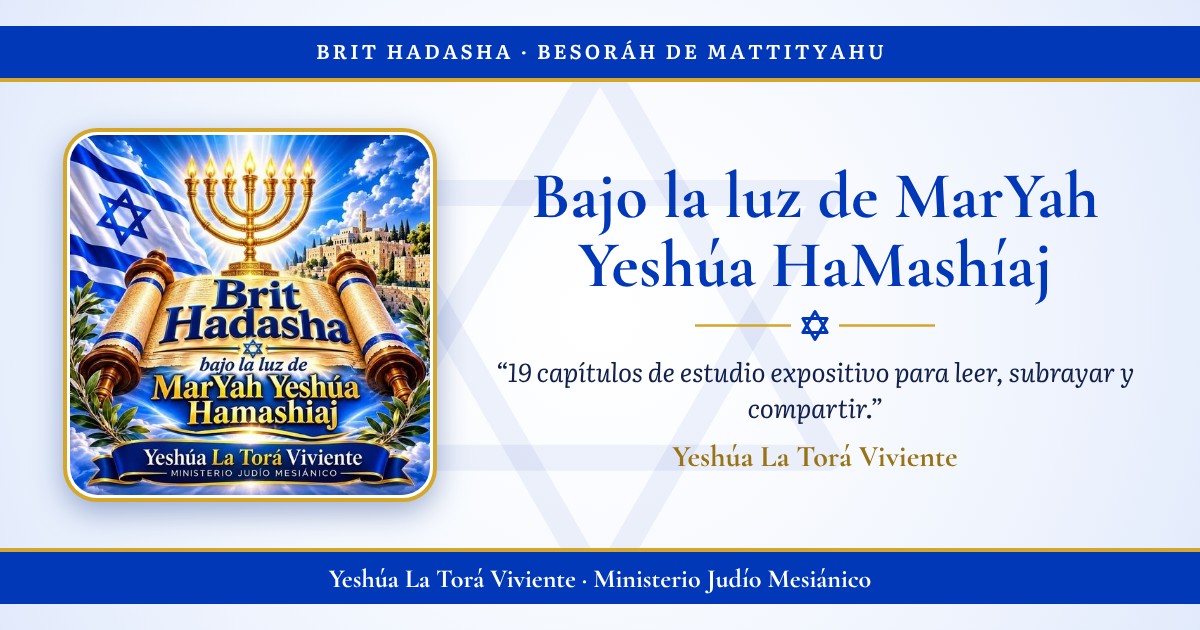 BRIT HADASHA · BESORÁH DE MATTITYAHU
Brit
Hadasha
bajo la luz de
MarYah Yeshúa
Hamashiaj
Yeshúa La Torá Viviente
MINISTERIO JUDÍO MESIÁNICO
Bajo la luz de MarYah
Yeshúa HaMashíaj
“19 capítulos de estudio expositivo para leer, subrayar y
compartir.”
Yeshúa La Torá Viviente
Yeshúa La Torá Viviente · Ministerio Judío Mesiánico